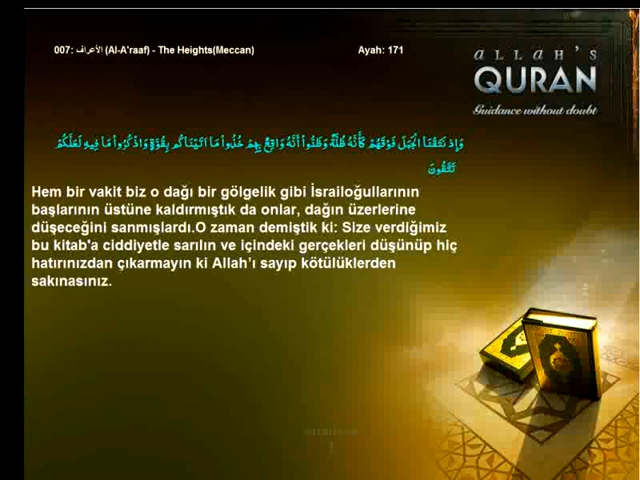 007: الأعراف (Al-A'raaf) - The Heights(Meccan)
Ayah: 171
ALLAH'S
QURAN
Guidance without doubt
وَإِذ نَتَقْنَا الْجَبَلَ فَوْقَهُمْ كَأَنَّهُ ظُلَّةٌ وَظَنُّوا أَنَّهُ وَاقِعٌ بِهِمْ خُذُوا مَا آتَيْنَاكُم بِقُوَّةٍ وَاذْكُرُوا مَا فِيهِ لَعَلَّكُمْ
تَتَّقُونَ
Hem bir vakit biz o dağı bir gölgelik gibi İsrailoğullarının
başlarının üstüne kaldırmıştık da onlar, dağın üzerlerine
düşeceğini sanmışlardı.O zaman demiştik ki: Size verdiğimiz
bu kitab'a ciddiyetle sarılın ve içindeki gerçekleri düşünüp hiç
hatırınızdan çıkarmayın ki Allah’ı sayıp kötülüklerden
sakınasınız.